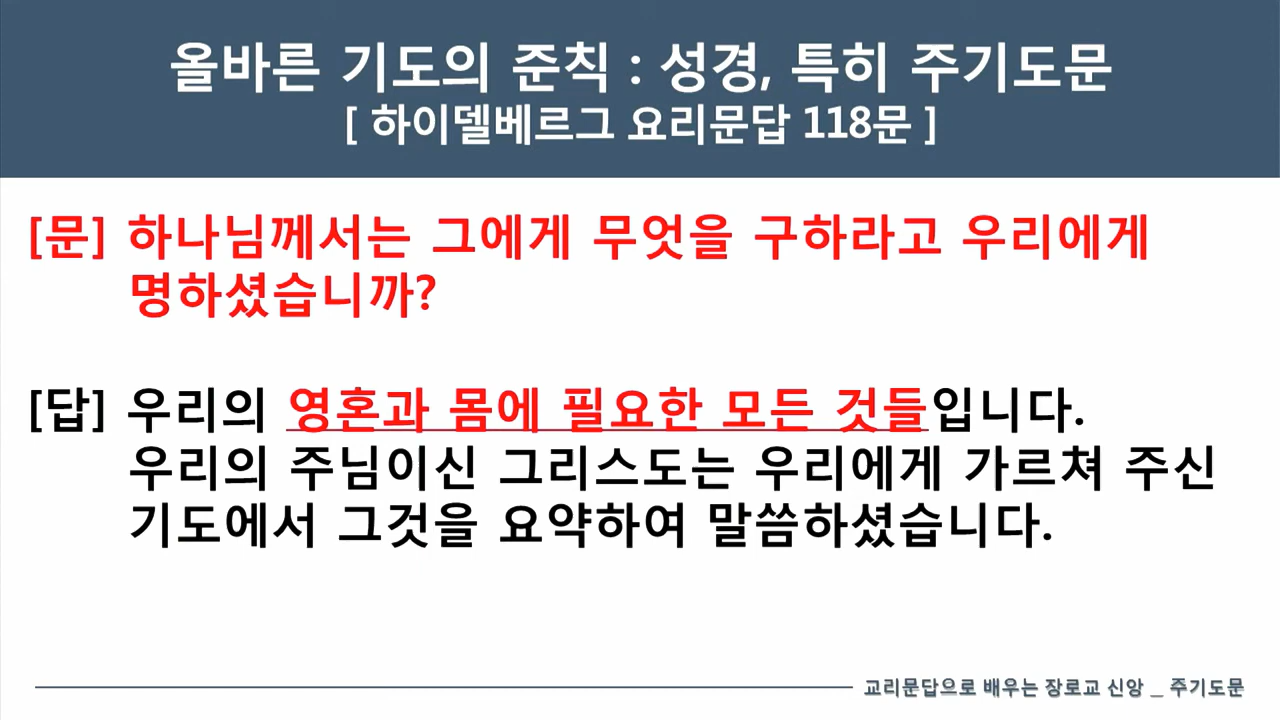 올바른 기도의 준칙 : 성경, 특히 주기도문
[ 하이델베르그 요리문답 118문 ]
[문] 하나님께서는 그에게 무엇을 구하라고 우리에게
명하셨습니까?
[답] 우리의 영혼과 몸에 필요한 모든 것들입니다.
우리의 주님이신 그리스도는 우리에게 가르쳐 주신
기도에서 그것을 요약하여 말씀하셨습니다.
교리문답으로 배우는 장로교 신앙 _ 주기도문